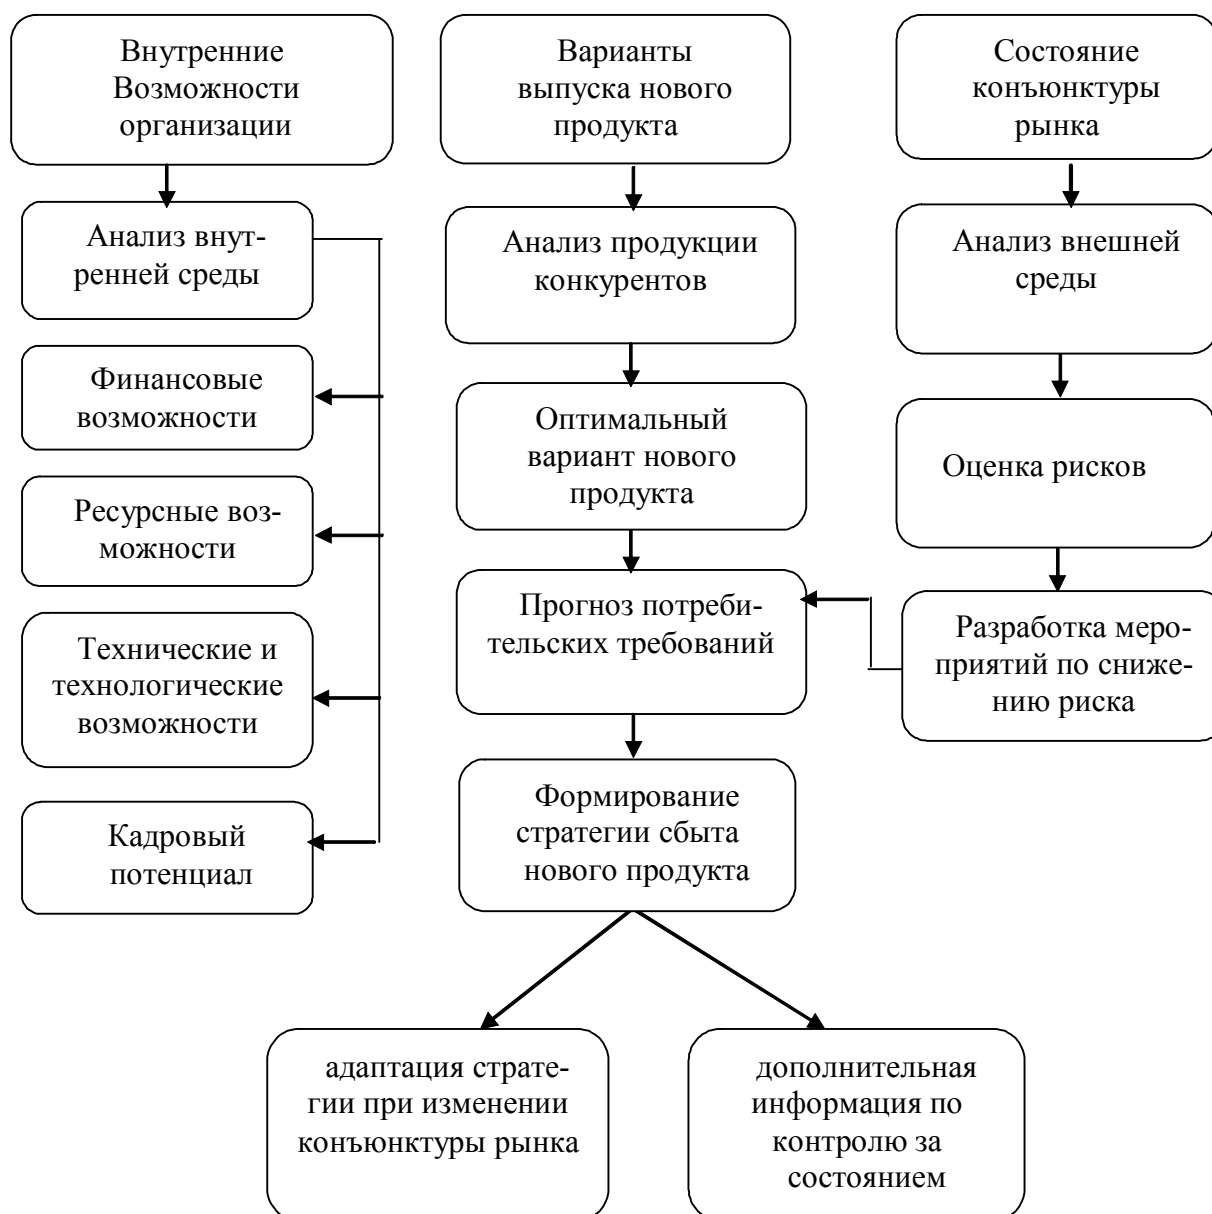 Внутренние
Возможности
организации
Анализ внут-
ренней среды
Финансовые
возможности
Ресурсные воз-
можности
Технические и
технологические
возможности
Кадровый
потенциал
Варианты
выпуска нового
продукта
Анализ продукции
конкурентов
Оптимальный
вариант нового
продукта
Прогноз потреби-
тельских требований
Формирование
стратегии сбыта
нового продукта
Состояние
конъюнктуры
рынка
Анализ внешней
среды
Оценка рисков
Разработка меро-
приятий по сниже-
нию риска
адаптация страте-
гии при изменении
конъюнктуры рынка
дополнительная
информация по
контролю за
состоянием